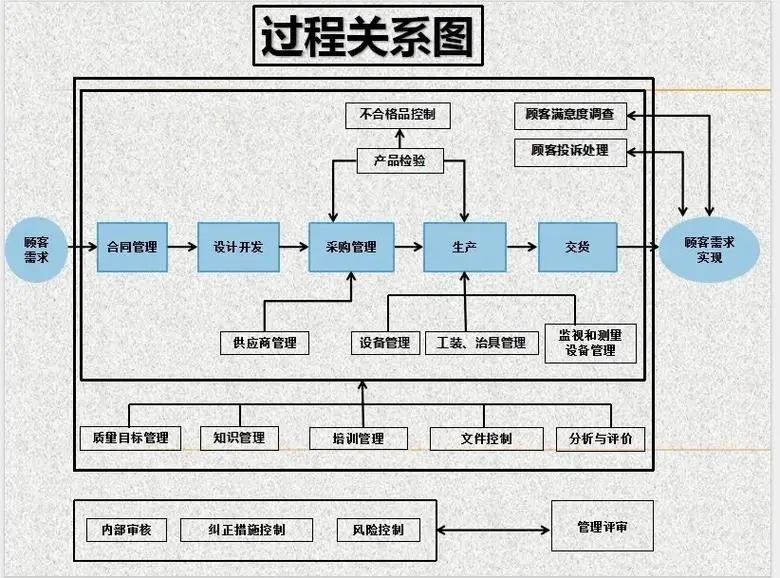 过程关系图
不合格品控制
顾客满意度调查
产品检验
顾客投诉处理
顾客
需求
合同管理
设计开发
采购管理
生产
交货
顾客需求
实现
供应商管理
设备管理
工装、治具管理
监视和测量
设备管理
质量目标管理
知识管理
培训管理
文件控制
分析与评价
内部审核
纠正措施控制
风险控制
管理评审